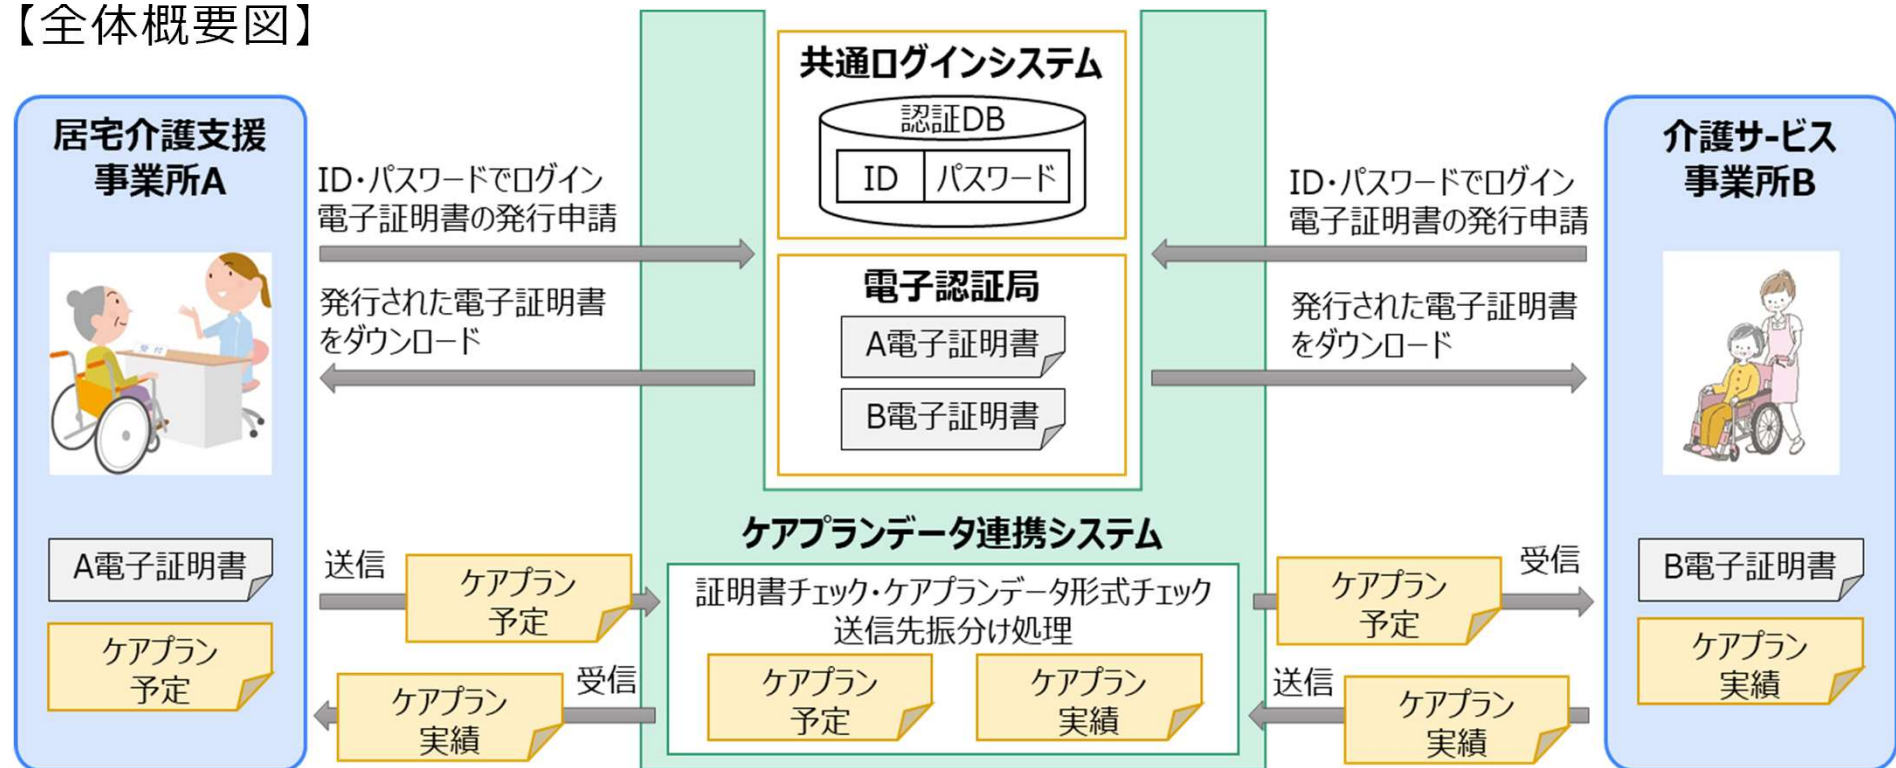 【全体概要図】
居宅介護支援
事業所A
ID・パスワードでログイン
電子証明書の発行申請
発行された電子証明書
をダウンロード
受付
A電子証明書
ケアプラン
予定
送信
ケアプラン
予定
受信
ケアプラン
実績
共通ログインシステム
認証DB
ID
パスワード
電子認証局
A電子証明書
B電子証明書
ケアプランデータ連携システム
証明書チェック・ケアプランデータ形式チェック
送信先振分け処理
ケアプラン
予定
ケアプラン
実績
ID・パスワードでログイン
電子証明書の発行申請
発行された電子証明書
をダウンロード
ケアプラン
予定
受信
送信
ケアプラン
実績
介護サービス
事業所B
B電子証明書
ケアプラン
実績